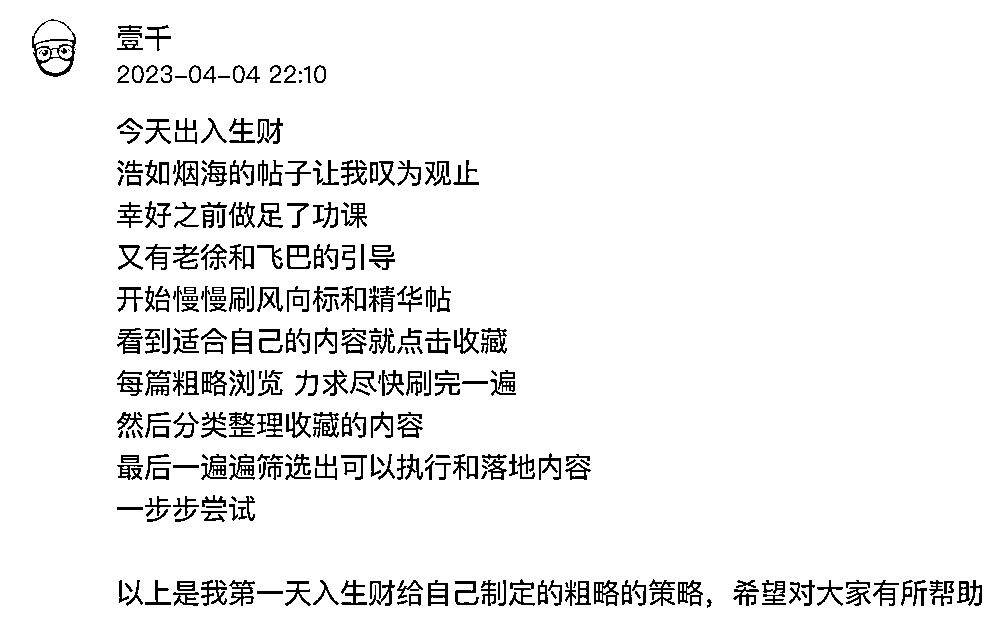 壹千
2023-04-04 22:10
今天出入生财
浩如烟海的帖子让我叹为观止
幸好之前做足了功课
又有老徐和飞巴的引导
开始慢慢刷风向标和精华帖
看到适合自己的内容就点击收藏
每篇粗略浏览 力求尽快刷完一遍
然后分类整理收藏的内容
最后一遍遍筛选出可以执行和落地内容
一步步尝试
以上是我第一天入生财给自己制定的粗略的策略，希望对大家有所帮助